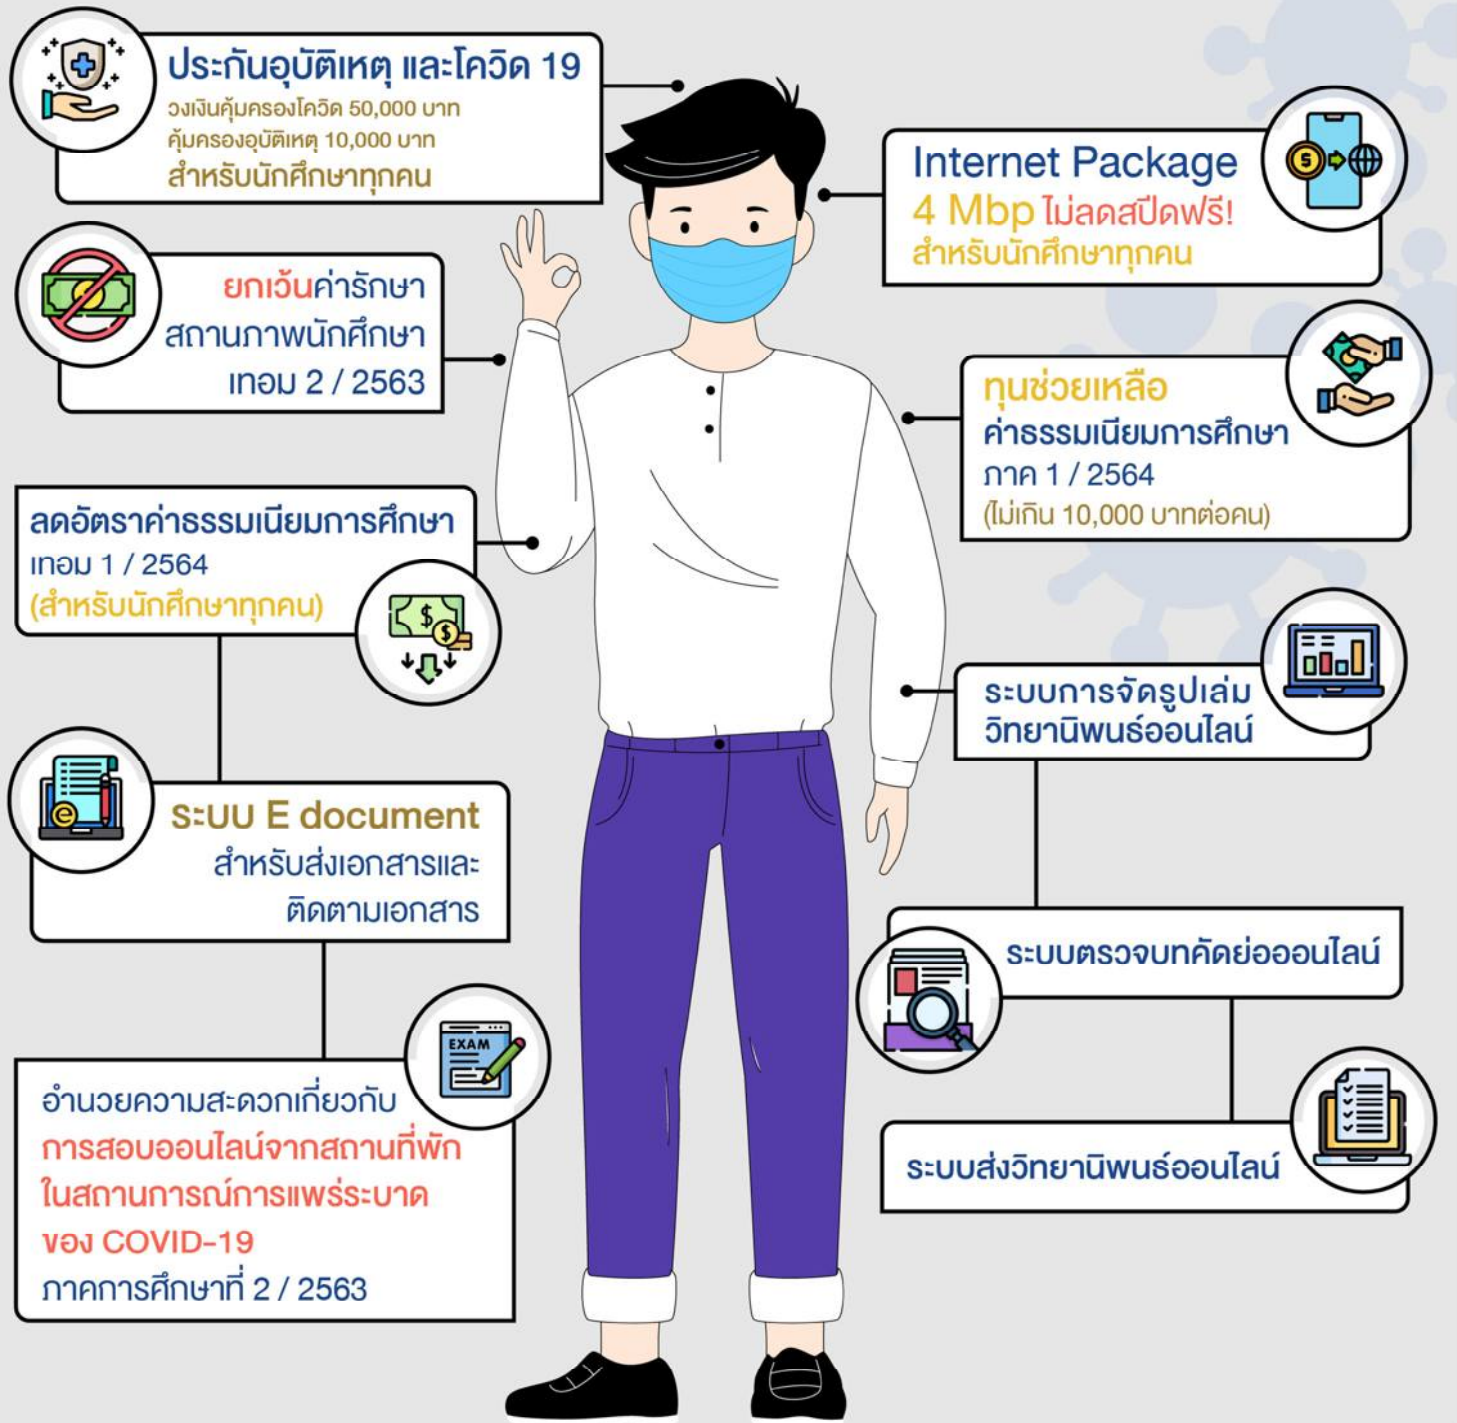 ประกันอุบัติเหตุ และโควิด 19
วงเงินคุ้มครองโควิด 50,000 บาท
คุ้มครองอุบัติเหตุ 10,000 บาท
สำหรับนักศึกษาทุกคน
Internet Package
4 Mbp ไม่ลดสปีดฟรี!
สำหรับนักศึกษาทุกคน
ยกเว้นค่ารักษา
สถานภาพนักศึกษา
เทอม 2 / 2563
ทุนช่วยเหลือ
ค่าธรรมเนียมการศึกษา
ภาค 1 / 2564
(ไม่เกิน 10,000 บาทต่อคน)
ลดอัตราค่าธรรมเนียมการศึกษา
เทอม 1 / 2564
(สำหรับนักศึกษาทุกคน)
ระบบการจัดรูปเล่ม
วิทยานิพนธ์ออนไลน์
ระบบ E document
สำหรับส่งเอกสารและ
ติดตามเอกสาร
ระบบตรวจบทคัดย่อออนไลน์
EXAM
อำนวยความสะดวกเกี่ยวกับ
การสอบออนไลน์จากสถานที่พัก
ในสถานการณ์การแพร่ระบาด
ของ COVID-19
ภาคการศึกษาที่ 2 / 2563
ระบบส่งวิทยานิพนธ์ออนไลน์